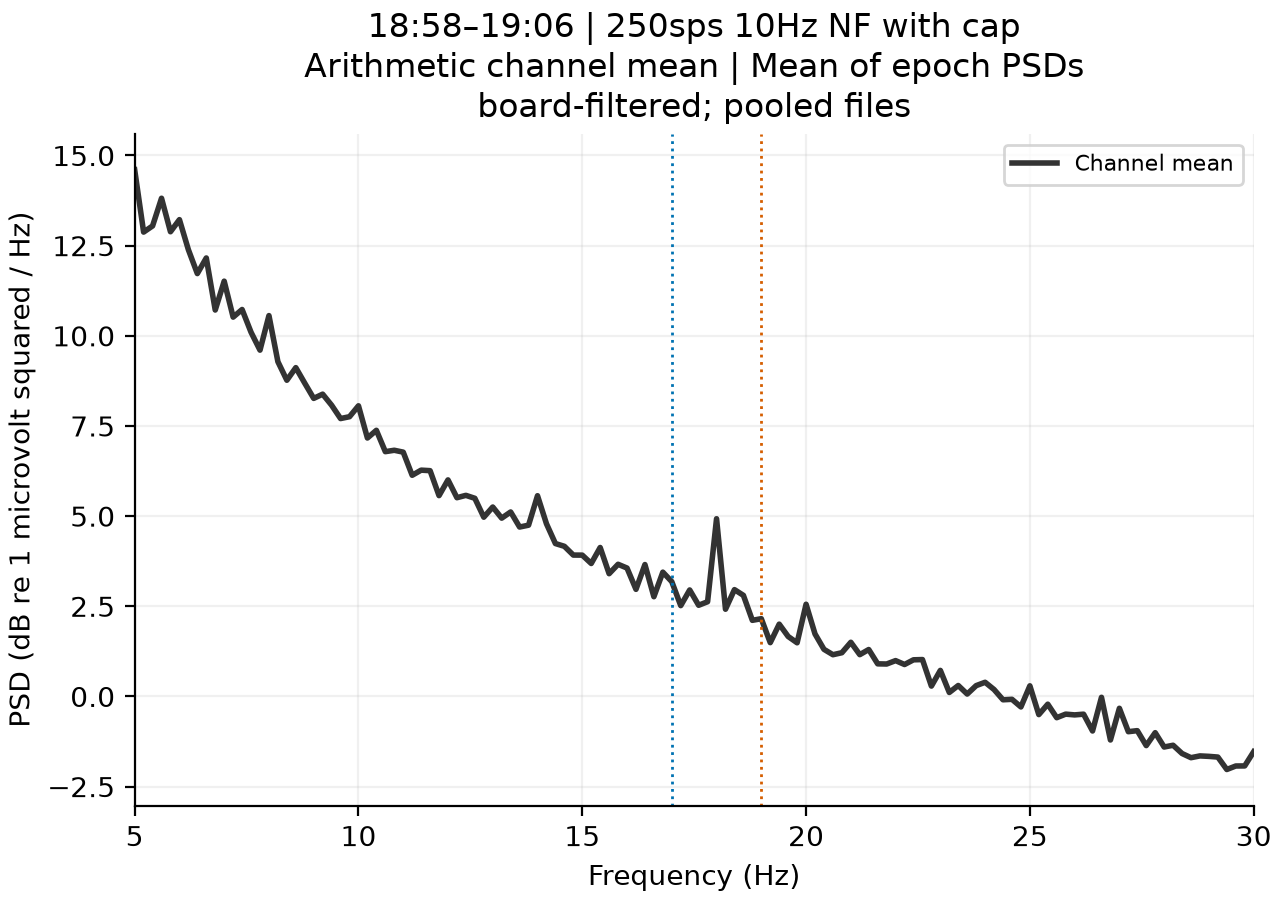 18:58–19:06 | 250sps 10Hz NF with cap
Arithmetic channel mean | Mean of epoch PSDs
board-filtered; pooled files
Channel mean
PSD (dB re 1 microvolt squared / Hz)
15.0
12.5
10.0
7.5
5.0
2.5
0.0
−2.5
5
10
15
20
25
30
Frequency (Hz)